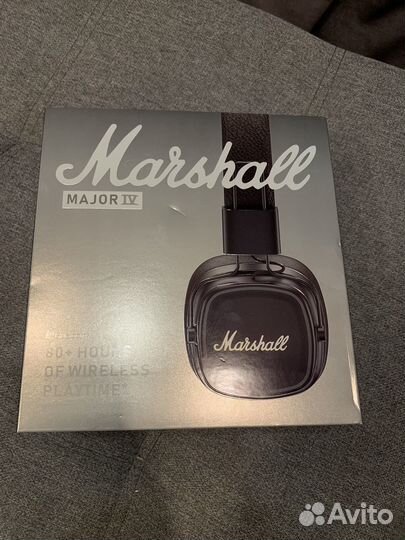 Marshall
MAJOR IV
Marshall
80+ HOURS
OF WIRELESS
PLAYTIME*
Avito